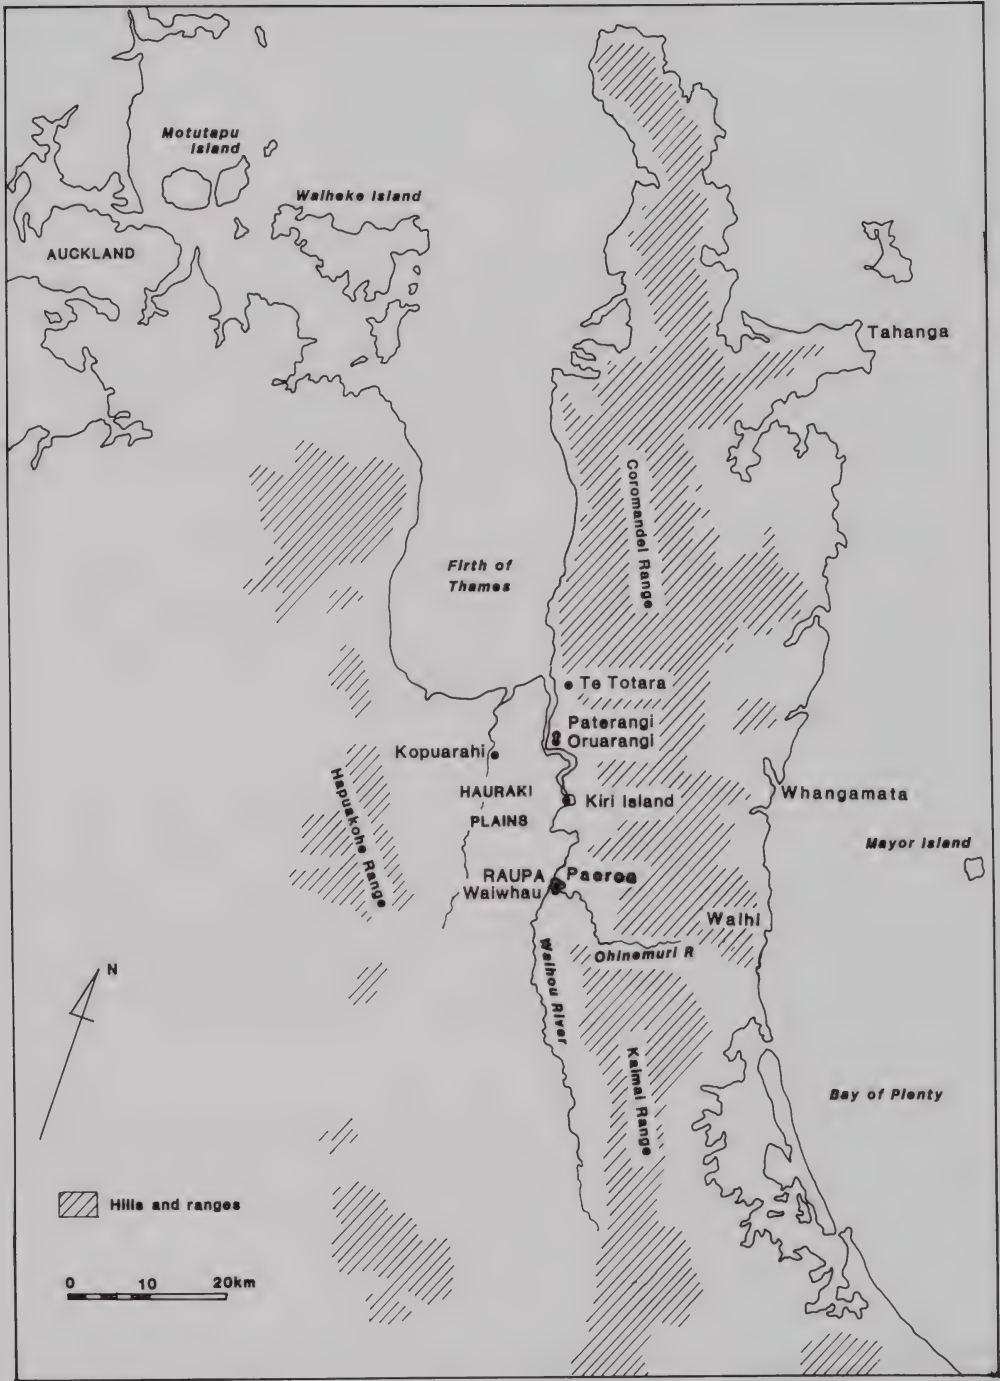 Motutapu
Island
Waiheke Island
AUCKLAND
Tahanga
Coromandel Range
Firth of
Thames
Te Totara
Paterangi
Oruarangi
Kopuarahi
HAURAKI
PLAINS
Kiri Island
Whangamata
Hapuakohe Range
Mayor Island
RAUPA
Paeroa
Waiwhau
Waihi
Ohinemuri R
Waihou River
N
Kaimai Range
Bay of Plenty
Hills and ranges
0 10 20km